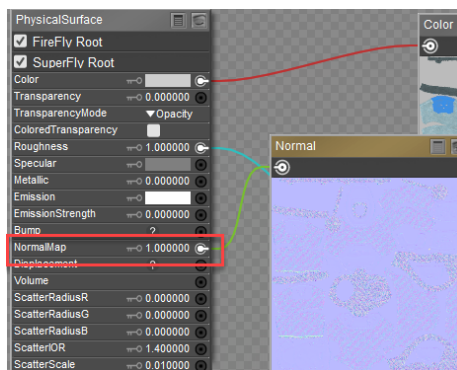 PhysicalSurface
FireFly Root
SuperFly Root
Color 
Transparency 0.000000
TransparencyMode Opacity
ColoredTransparency
Roughness 1.000000
Specular
Metallic 0.000000
Emission
EmissionStrength 0.000000
Bump ?
NormalMap 1.000000
Displacement ?
Volume
ScatterRadiusR 0.000000
ScatterRadiusG 0.000000
ScatterRadiusB 0.000000
ScatterIOR 1.400000
ScatterScale 0.010000
Color
Normal